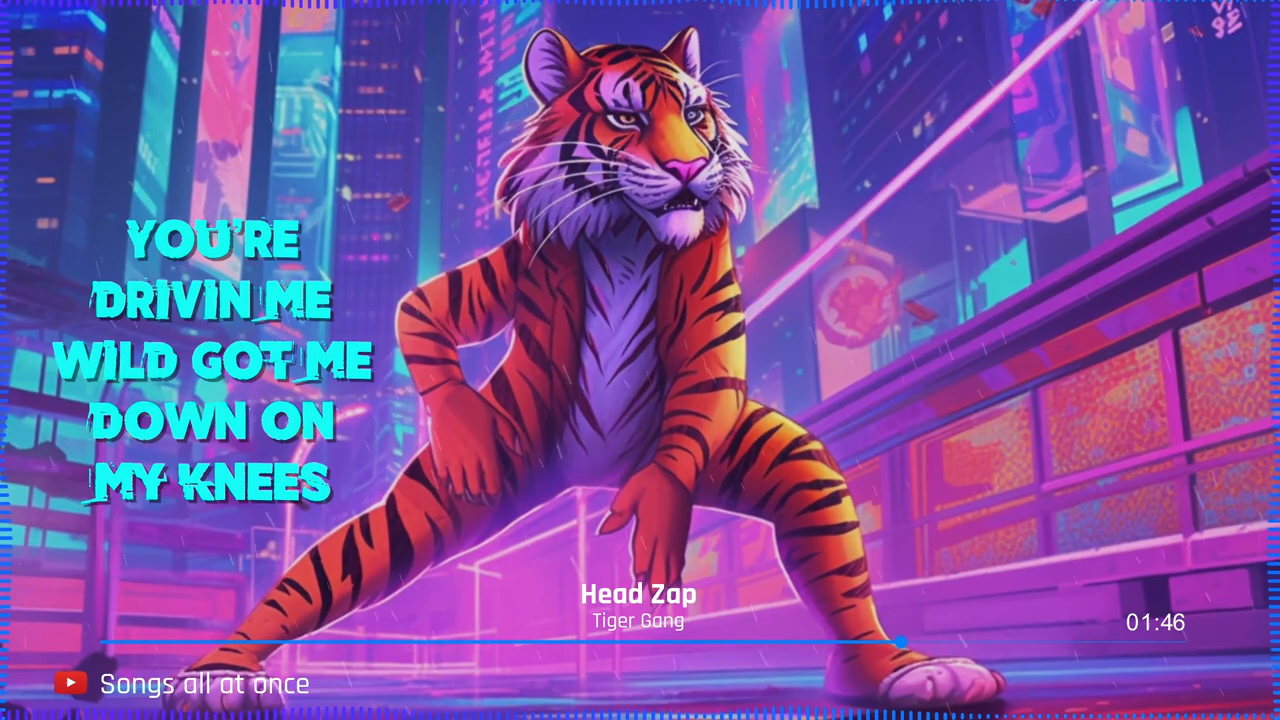 YOU'RE
DRIVIN ME
WILD GOT ME
DOWN ON
MY KNEES
Head Zap
Tiger Gang
01:46
Songs all at once